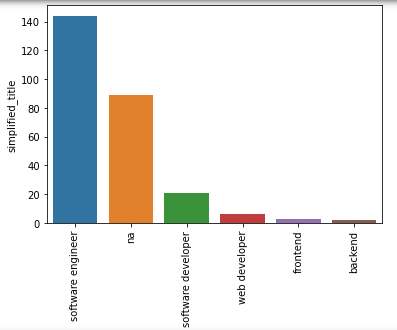 simplified_title
140
120
100
80
60
40
20
0
software engineer
na
software developer
web developer
frontend
backend